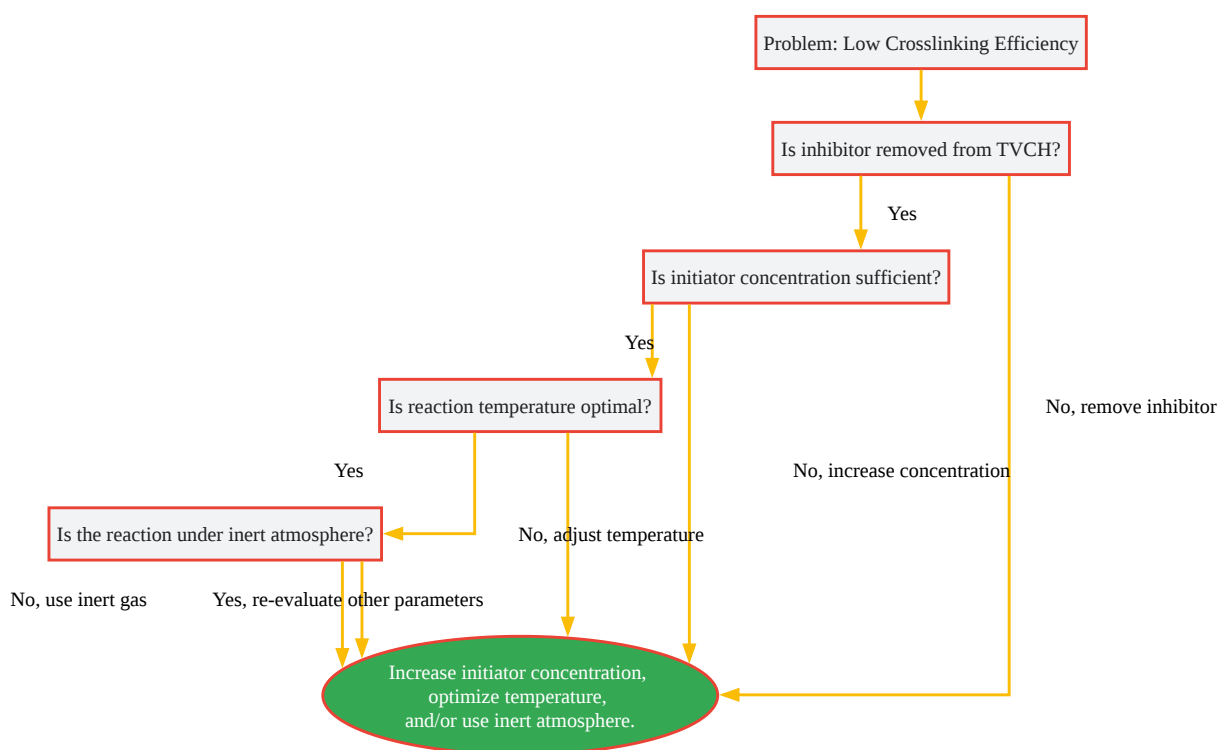 Problem: Low Crosslinking Efficiency
Is inhibitor removed from TVCH?
Yes
Is initiator concentration sufficient?
Yes
Is reaction temperature optimal?
No, remove inhibitor
Yes
No, increase concentration
Is the reaction under inert atmosphere?
No, adjust temperature
No, use inert gas
Yes, re-evaluate other parameters
Increase initiator concentration,
optimize temperature,
and/or use inert atmosphere.